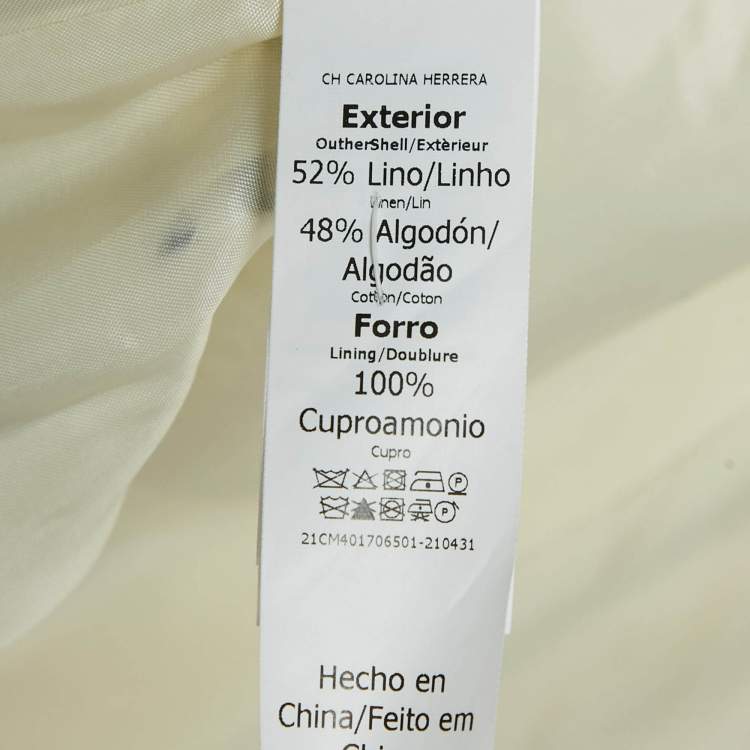 CH CAROLINA HERRERA
Exterior
OutherShell/Extèrieur
52% Lino/Linho
Linen/Lin
48% Algodón/
Algodão
Cotton/Coton
Forro
Lining/Doublure
100%
Cuproamonio
Cupro
21CM401706501-210431
Hecho en
China/Feito em
China